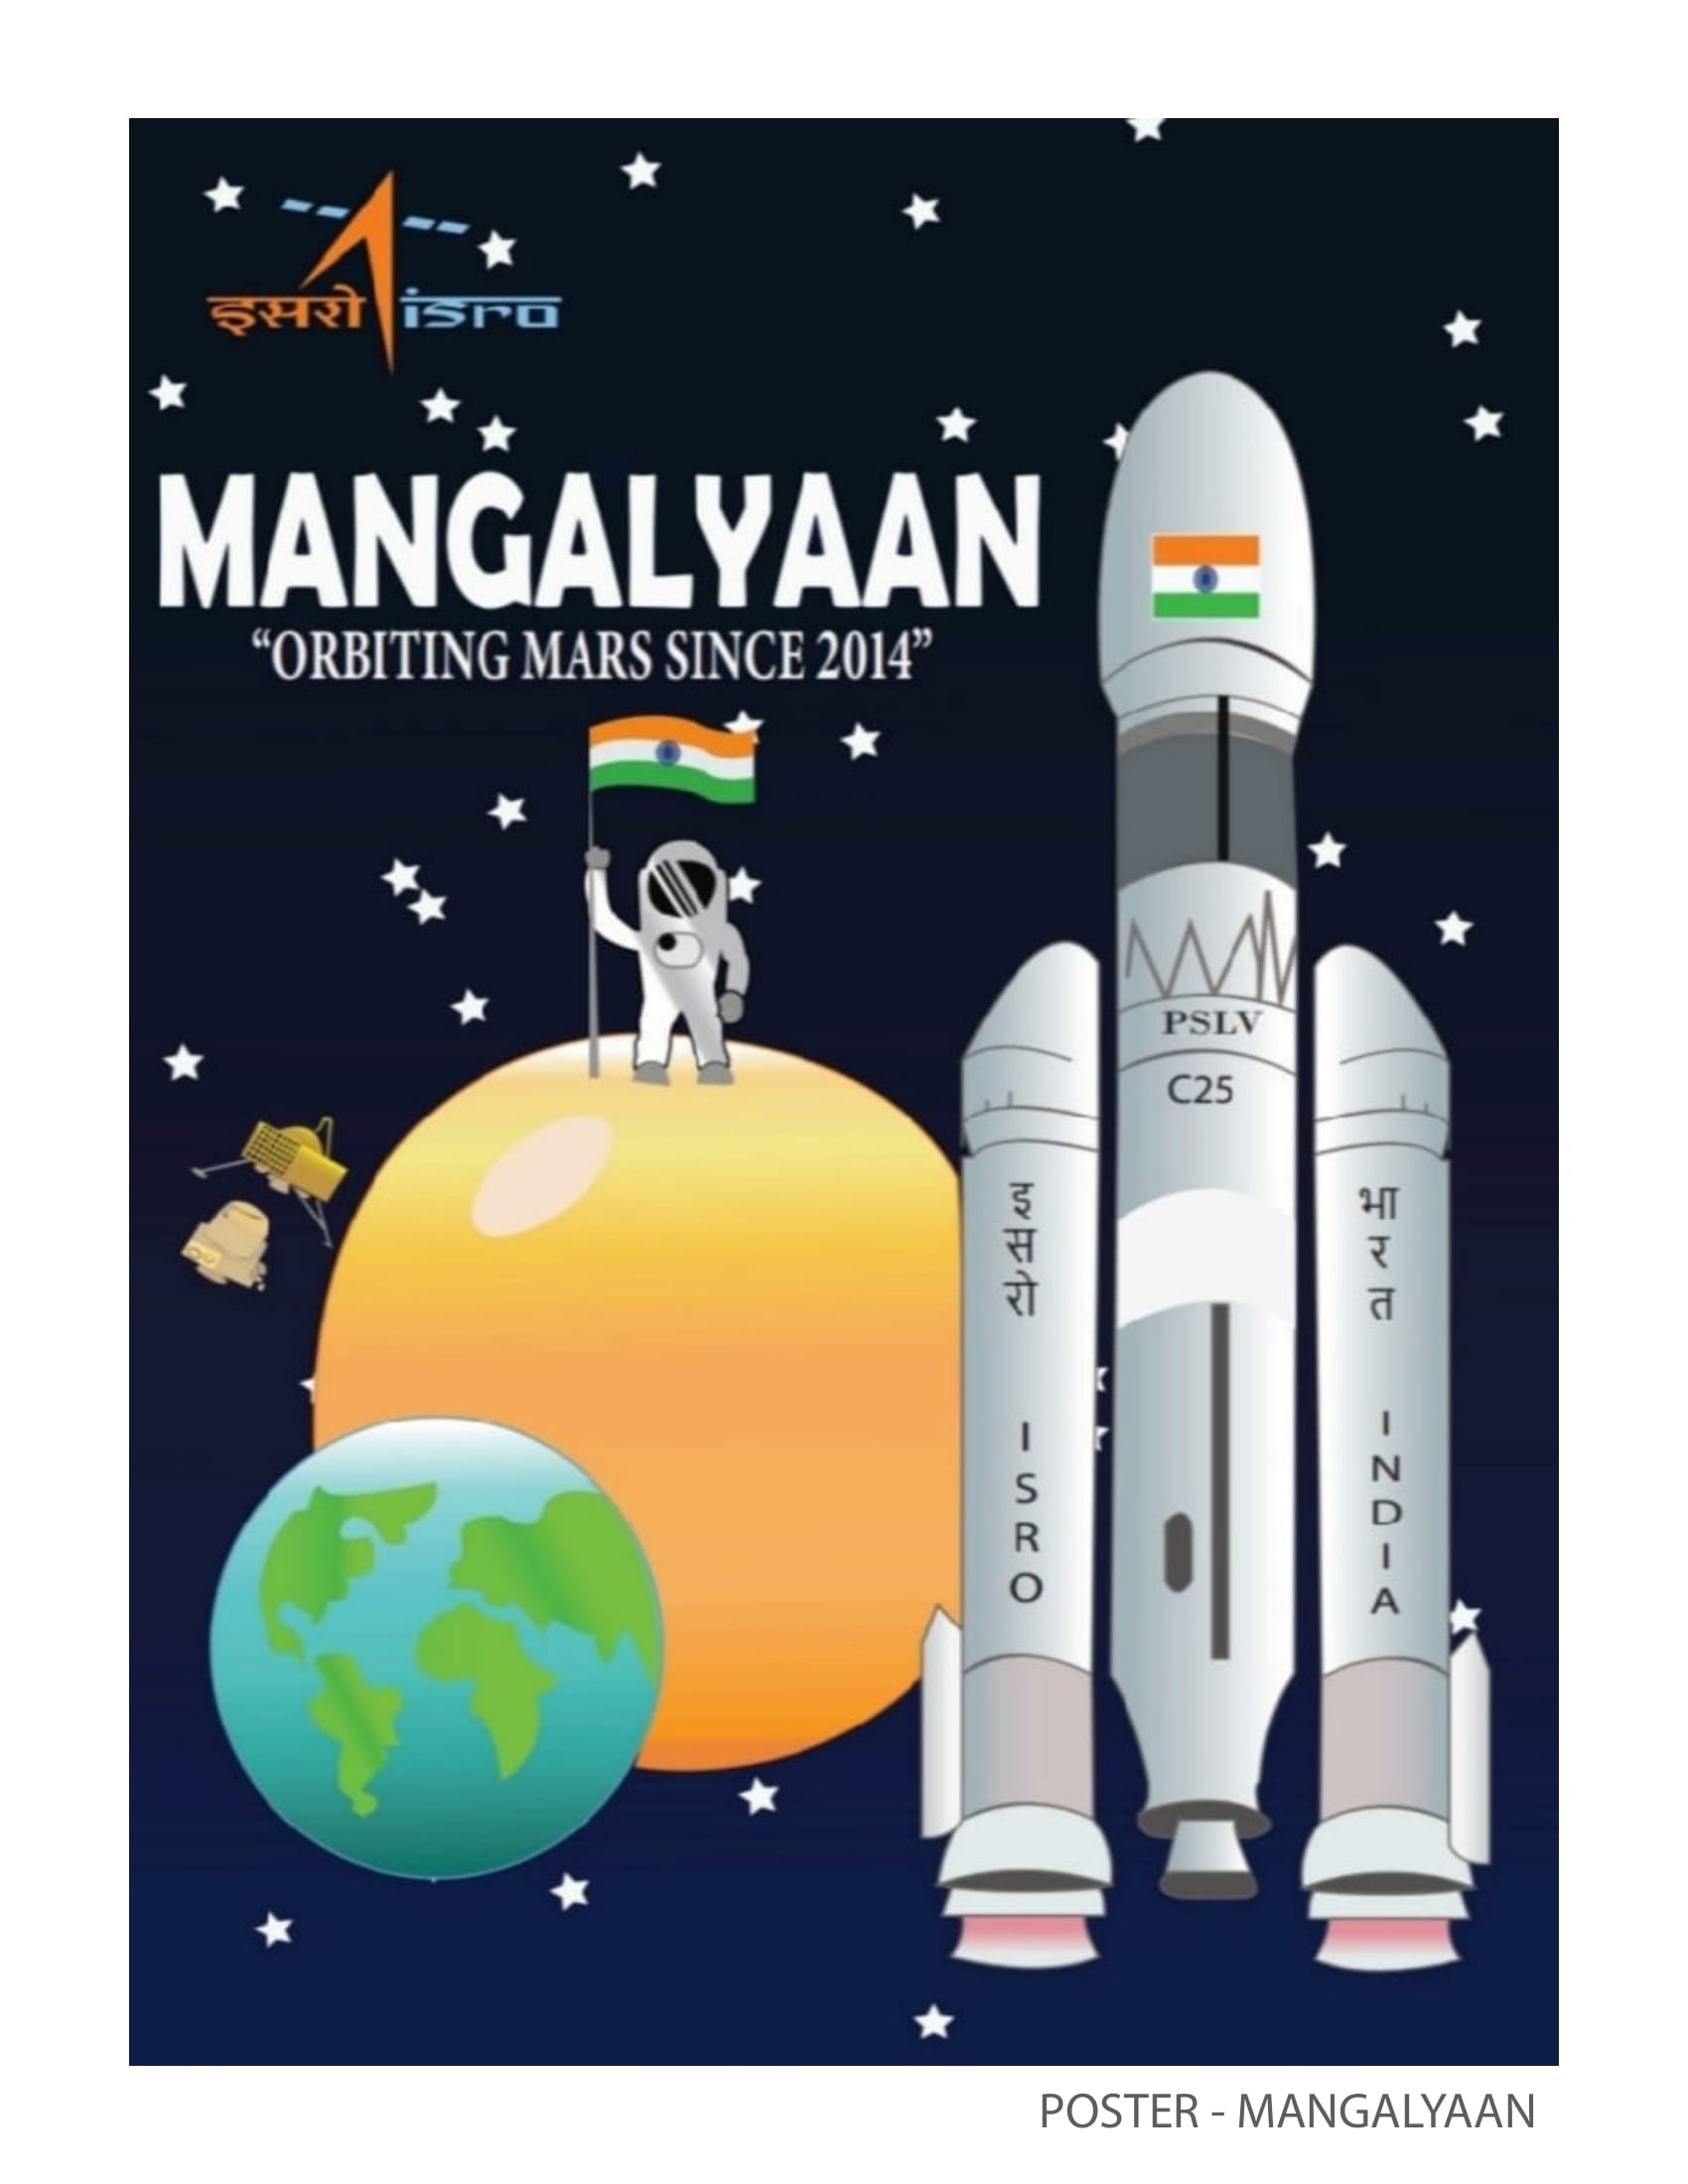 इसरो isro
MANGALYAAN
“ORBITING MARS SINCE 2014”
PSLV
C25
इसरो
ISRO
भारत
INDIA
POSTER - MANGALYAAN